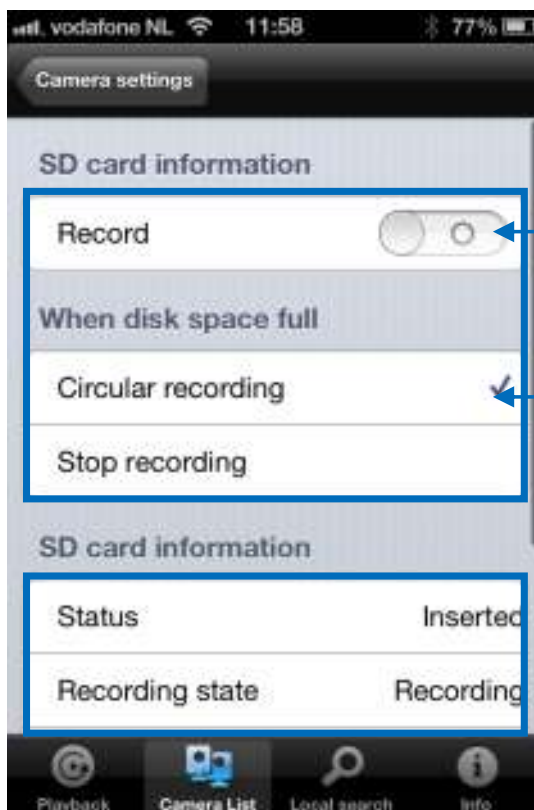 vodafone NL 11:58 77%
Camera settings
SD card information
Record
When disk space full
Circular recording
Stop recording
SD card information
Status Inserted
Recording state Recording
Playback Camera List Local search Info